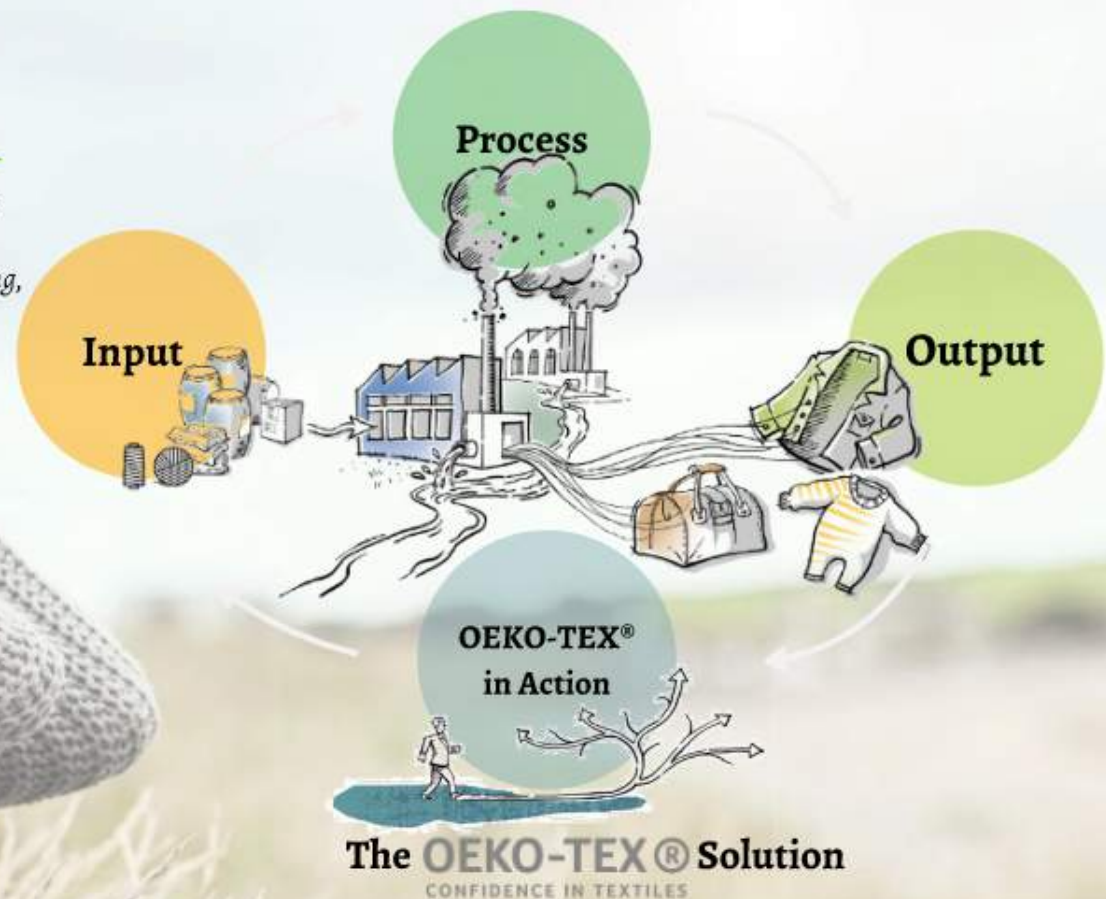 Process
Input
Output
OEKO-TEX®
in Action
The OEKO-TEX® Solution
CONFIDENCE IN TEXTILES